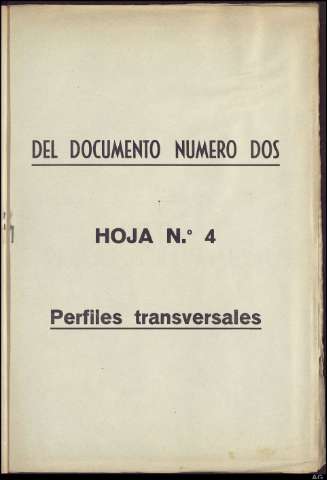 DEL DOCUMENTO NUMERO DOS
HOJA N.º 4
Perfiles transversales